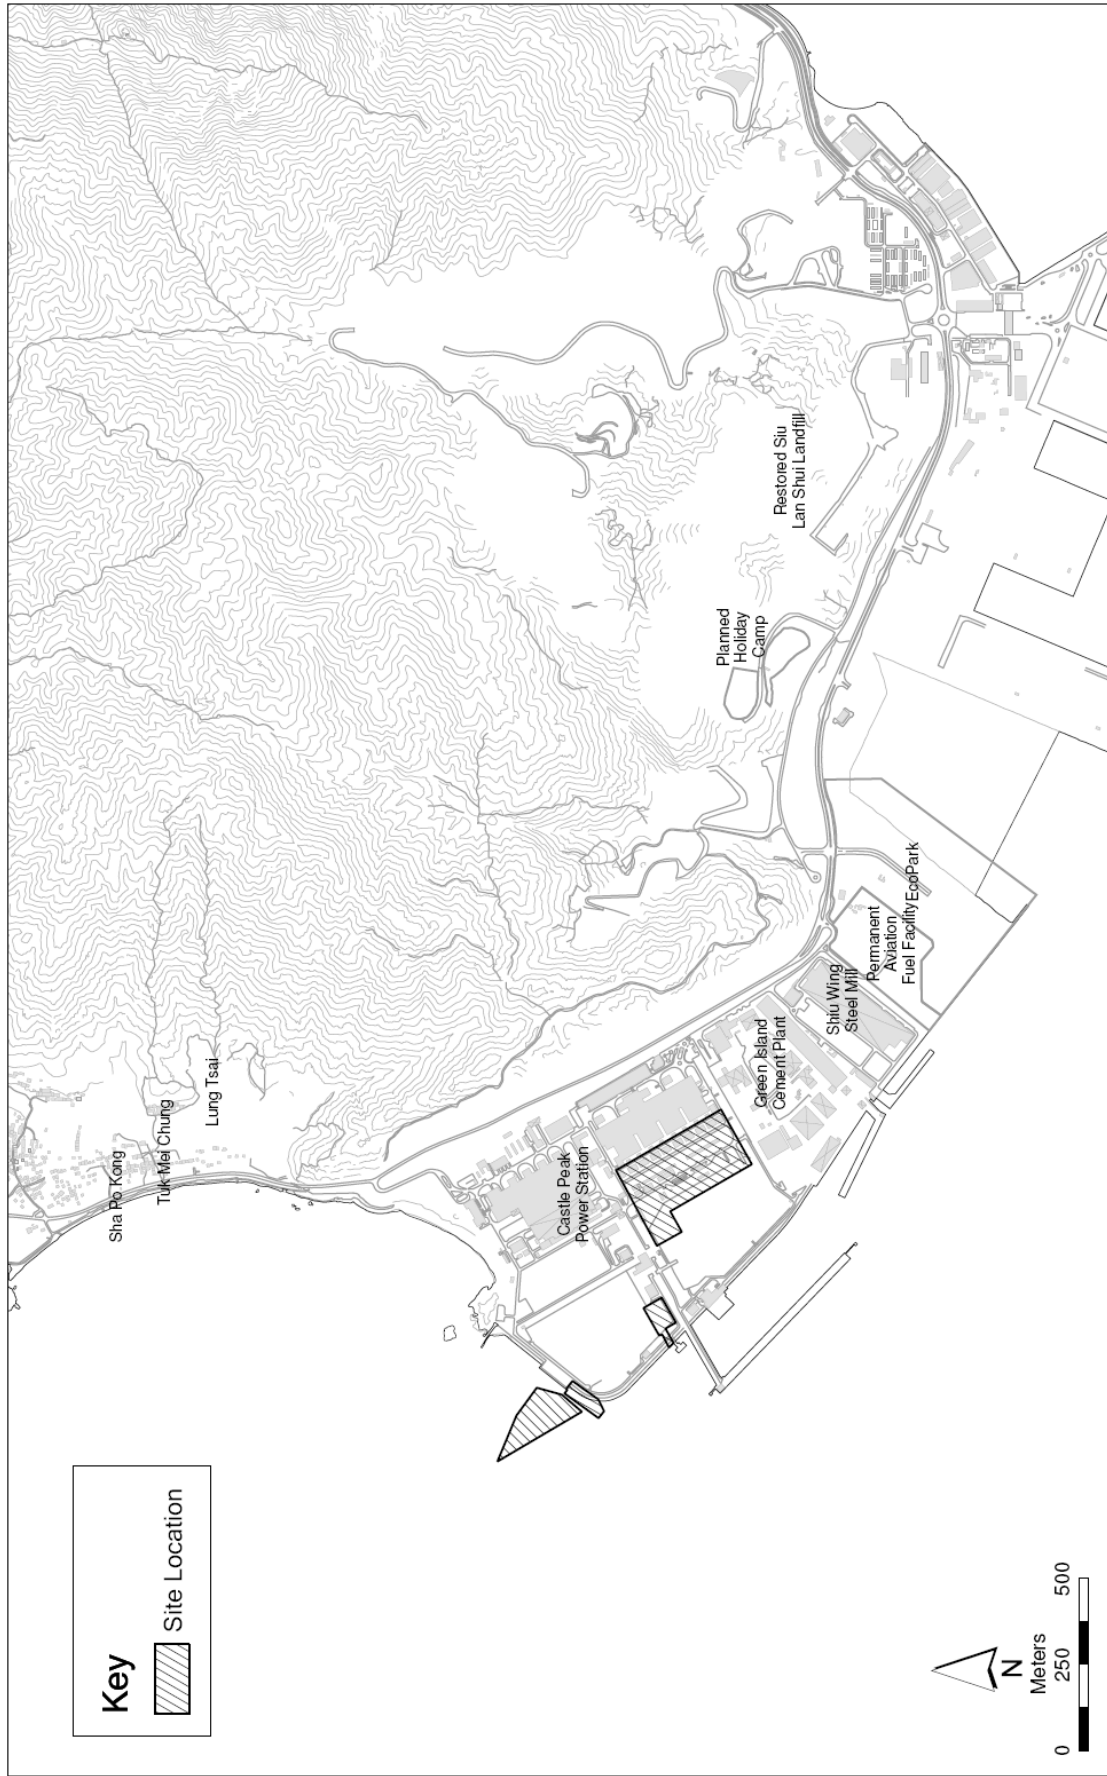 Key
Site Location
Sha Po Kong
Tuk Mei Chung
Lung Tsai
Castle Peak
Power Station
Green Island
Cement Plant
Shiu Wing
Steel Mill
Permanent
Aviation
Fuel Facility
EcoPark
Planned
Holiday
Camp
Restored Siu
Lan Shui Landfill
N
Meters
0 250 500